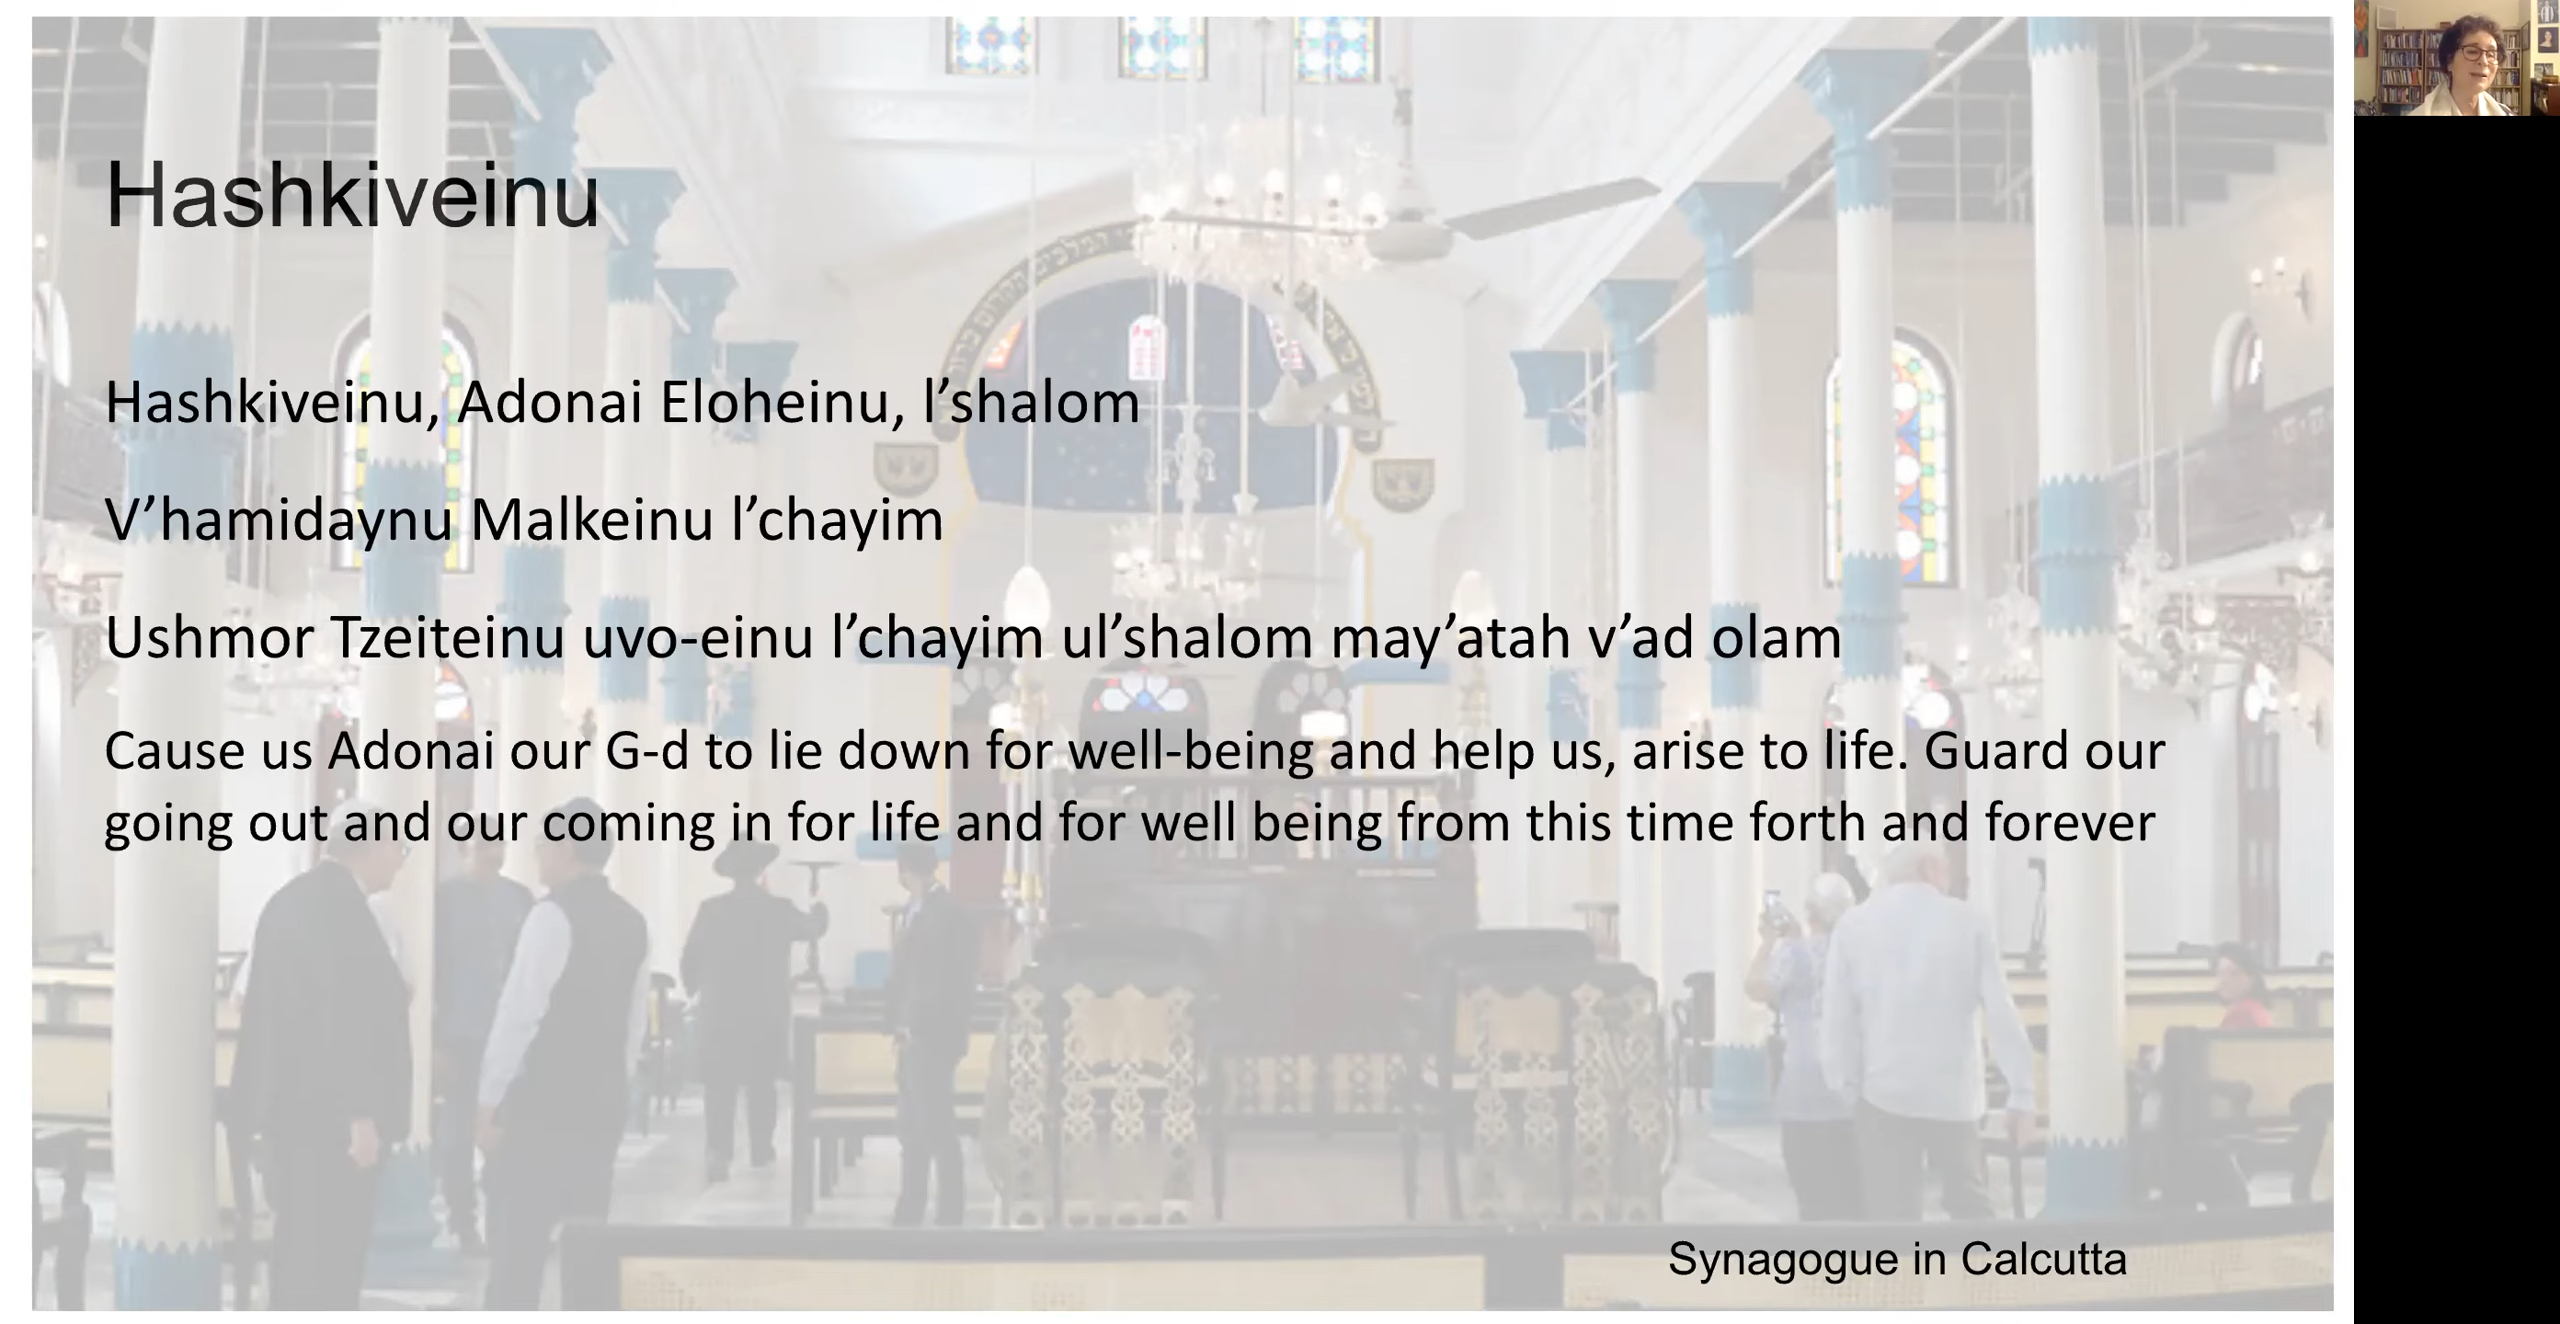 Hashkiveinu
Hashkiveinu, Adonai Eloheinu, l’shalom
V’hamidaynu Malkeinu l’chayim
Ushmor Tzeiteinu uvo-einu l’chayim ul’shalom may’atah v’ad olam
Cause us Adonai our G-d to lie down for well-being and help us, arise to life. Guard our
going out and our coming in for life and for well being from this time forth and forever
Synagogue in Calcutta